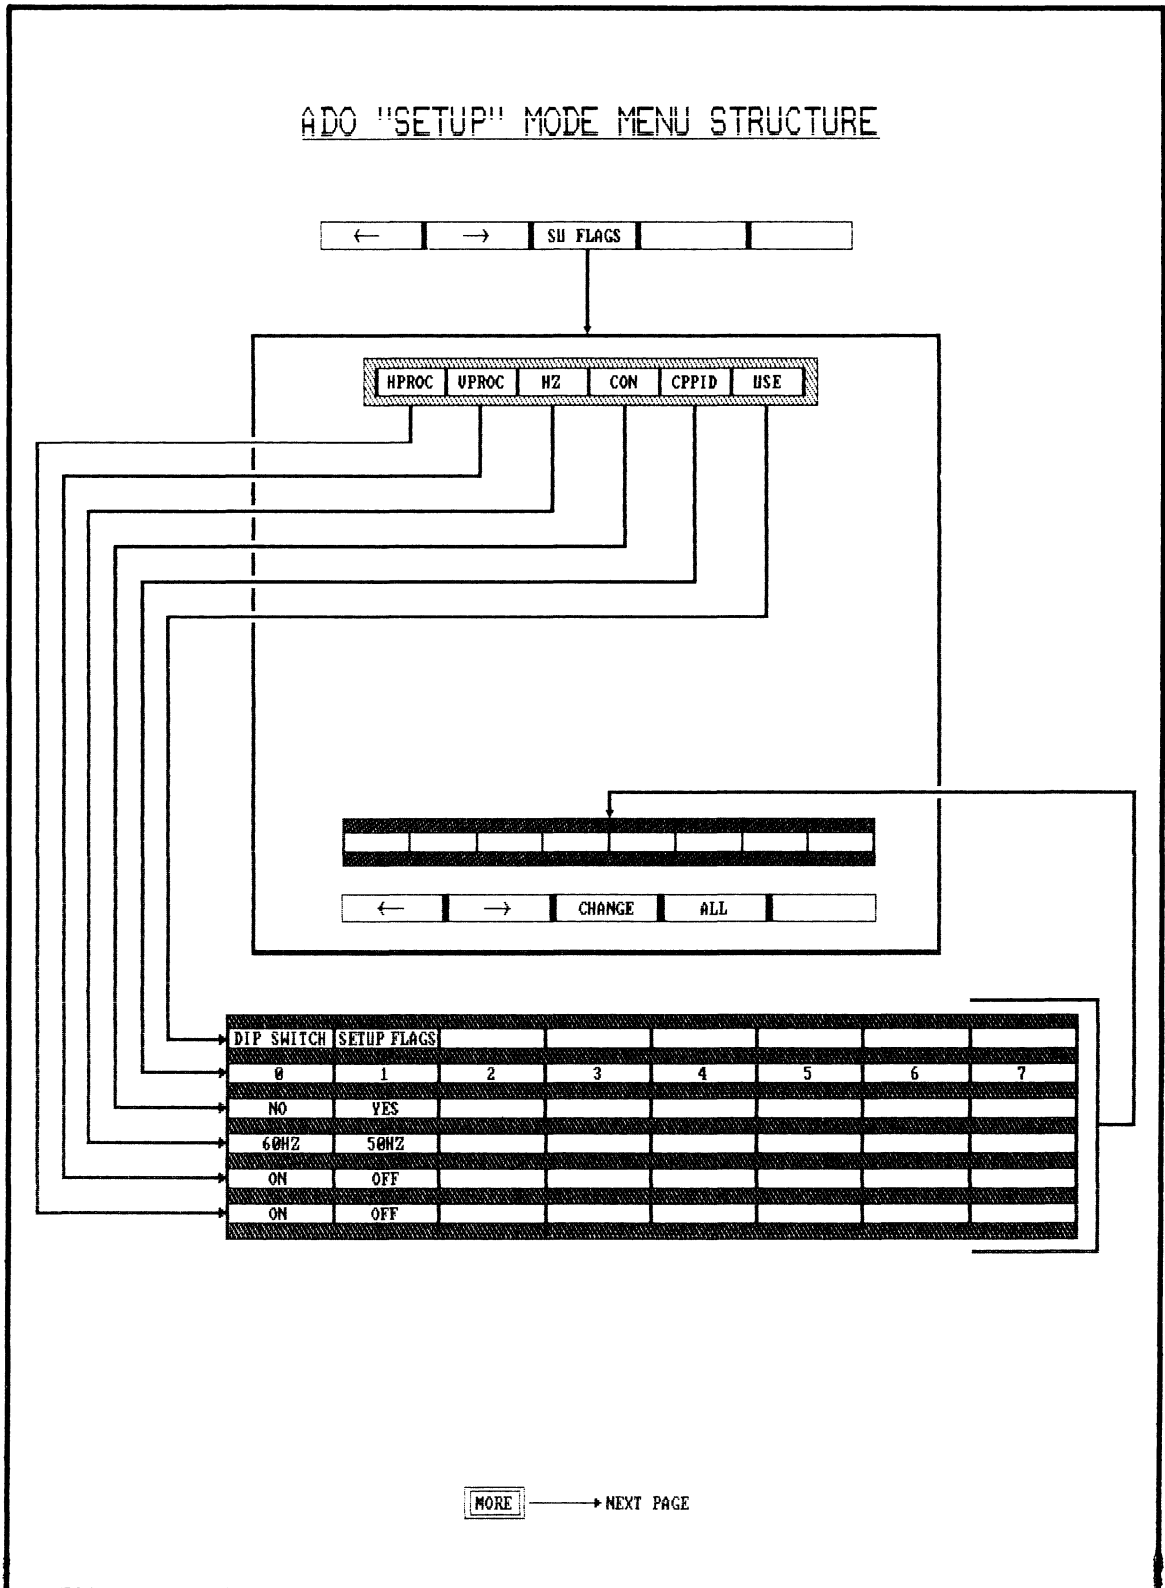 ADO "SETUP" MODE MENU STRUCTURE
← → SU FLAGS
HPROC VPROC HZ CON CPPID USE
← → CHANGE ALL
DIP SWITCH SETUP FLAGS
0 1 2 3 4 5 6 7
NO YES
60HZ 50HZ
ON OFF
ON OFF
MORE → NEXT PAGE